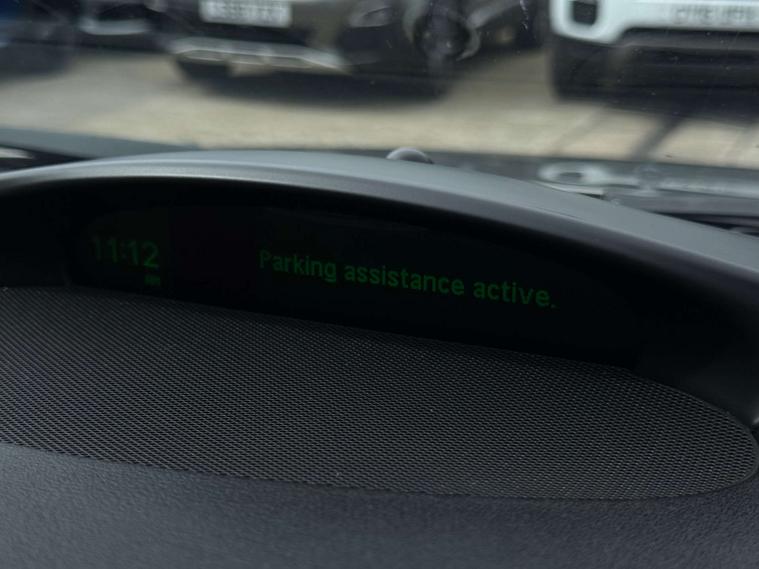 11:12
Parking assistance active.